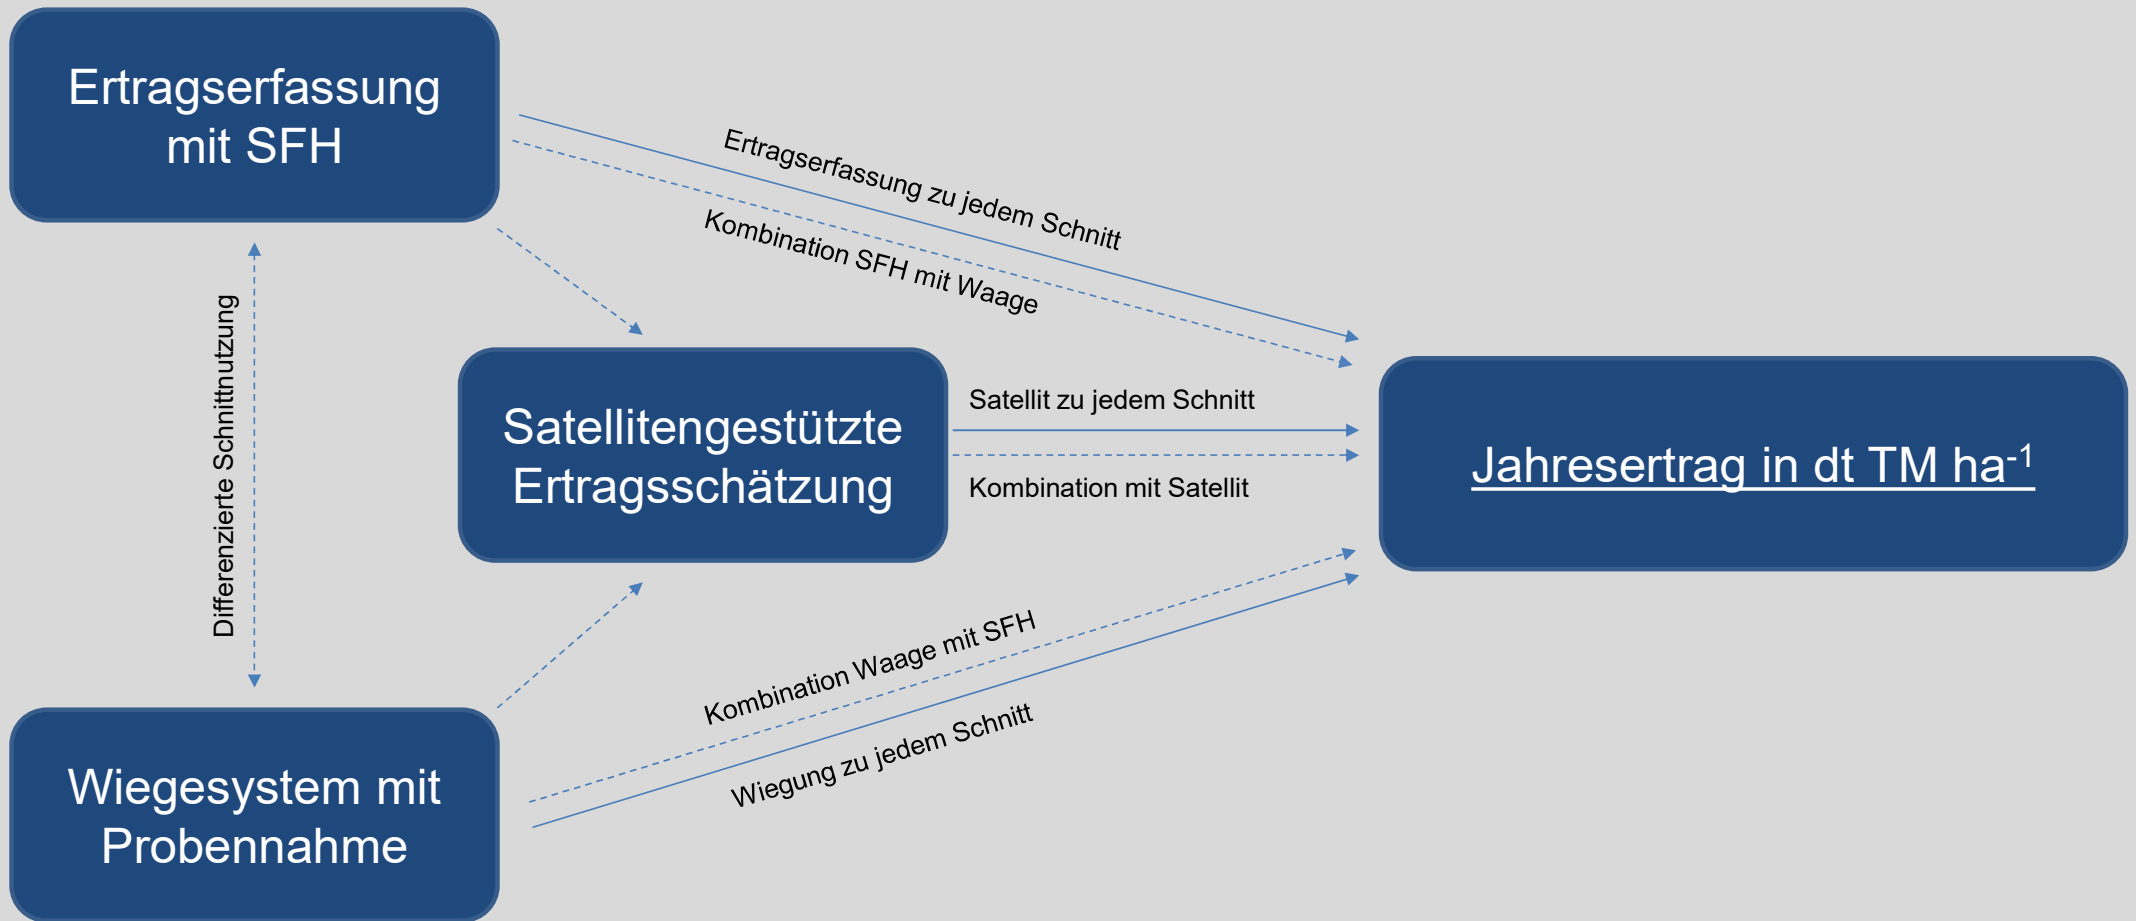 Ertragserfassung
mit SFH
Ertragserfassung zu jedem Schnitt
Kombination SFH mit Waage
Differenzierte Schnittnutzung
Satellitengestützte
Ertragsschätzung
Satellit zu jedem Schnitt
Kombination mit Satellit
Jahresertrag in dt TM ha⁻¹
Kombination Waage mit SFH
Wiegung zu jedem Schnitt
Wiegesystem mit
Probennahme